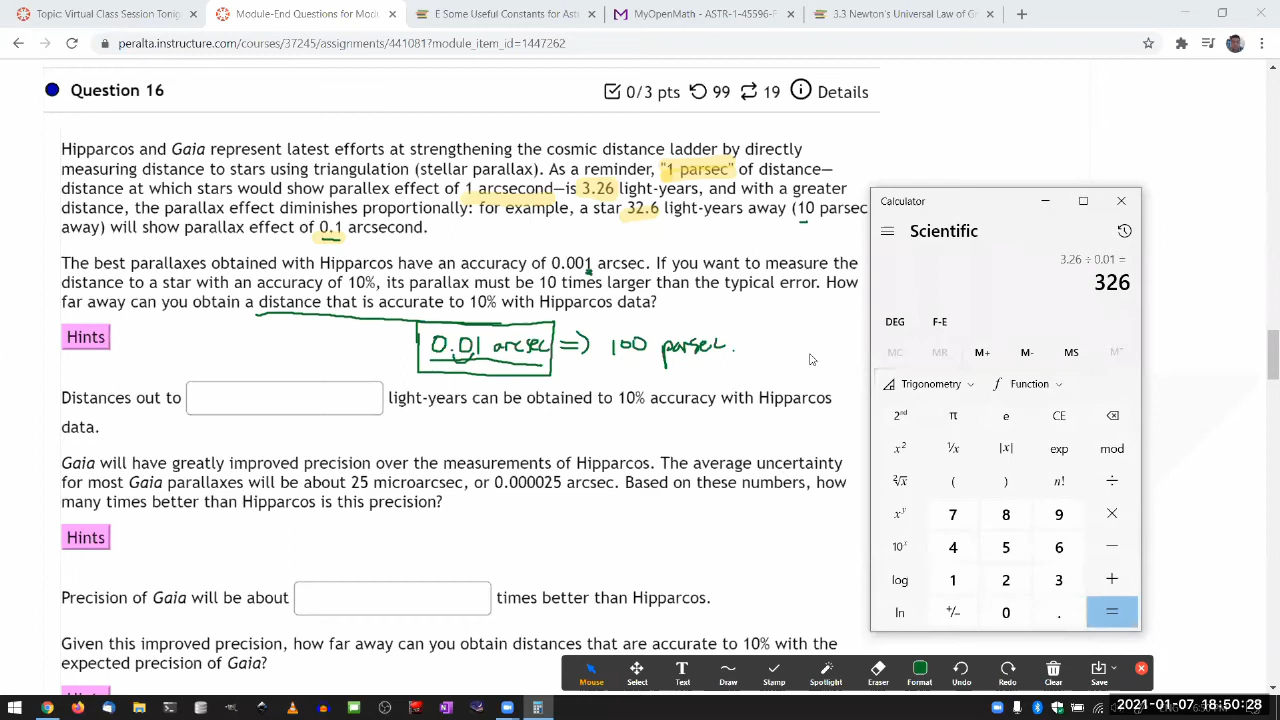 Topic: Virtual Class Session Tonig
Module-End Questions for Modu
E Some Useful Constants for Ast
MyOpenMath - ASTR-1-45596-F
3.3 Newton's Universal Law of Gr
peralta.instructure.com/courses/37245/assignments/441081?module_item_id=1447262
Question 16
0/3 pts 99 19 Details
Hipparcos and Gaia represent latest efforts at strengthening the cosmic distance ladder by directly
measuring distance to stars using triangulation (stellar parallax). As a reminder, "1 parsec" of distance—
distance at which stars would show parallex effect of 1 arcsecond—is 3.26 light-years, and with a greater
distance, the parallax effect diminishes proportionally: for example, a star 32.6 light-years away (10 parsec
away) will show parallax effect of 0.1 arcsecond.
The best parallaxes obtained with Hipparcos have an accuracy of 0.001 arcsec. If you want to measure the
distance to a star with an accuracy of 10%, its parallax must be 10 times larger than the typical error. How
far away can you obtain a distance that is accurate to 10% with Hipparcos data?
Hints
0.01 arcsec => 100 parsec.
Distances out to light-years can be obtained to 10% accuracy with Hipparcos
data.
Gaia will have greatly improved precision over the measurements of Hipparcos. The average uncertainty
for most Gaia parallaxes will be about 25 microarcsec, or 0.000025 arcsec. Based on these numbers, how
many times better than Hipparcos is this precision?
Hints
Precision of Gaia will be about times better than Hipparcos.
Given this improved precision, how far away can you obtain distances that are accurate to 10% with the
expected precision of Gaia?
Calculator
Scientific
3.26 ÷ 0.01 =
326
DEG F-E
MC MR M+ M- MS M˅
Trigonometry f Function
2ⁿᵈ π e CE
x² ¹/x |x| exp mod
²√x ( ) n! ÷
xʸ 7 8 9 ×
10ˣ 4 5 6 −
log 1 2 3 +
ln +/− 0 . =
Mouse Select Text Draw Stamp Spotlight Eraser Format Undo Redo Clear Save
2021-01-07 18:50:28